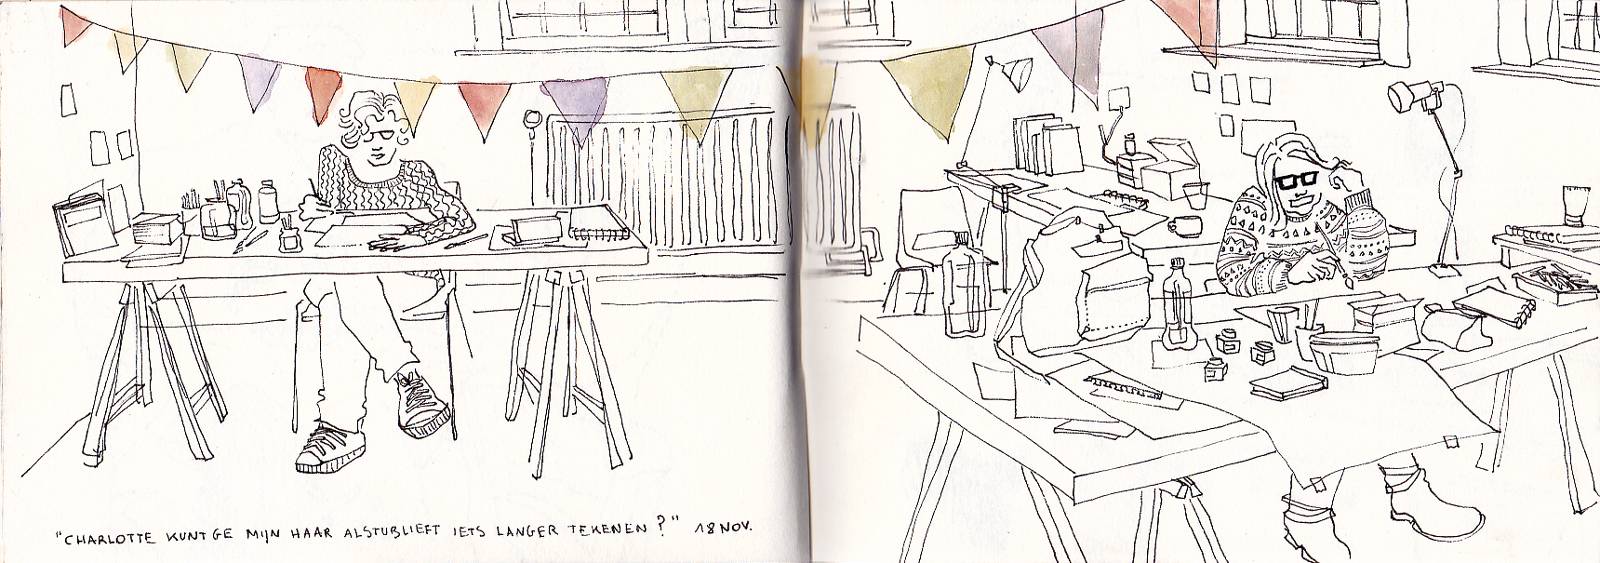 "CHARLOTTE KUNT GE MIJN HAAR ALSTUBLIEFT IETS LANGER TEKENEN?" 18 NOV.